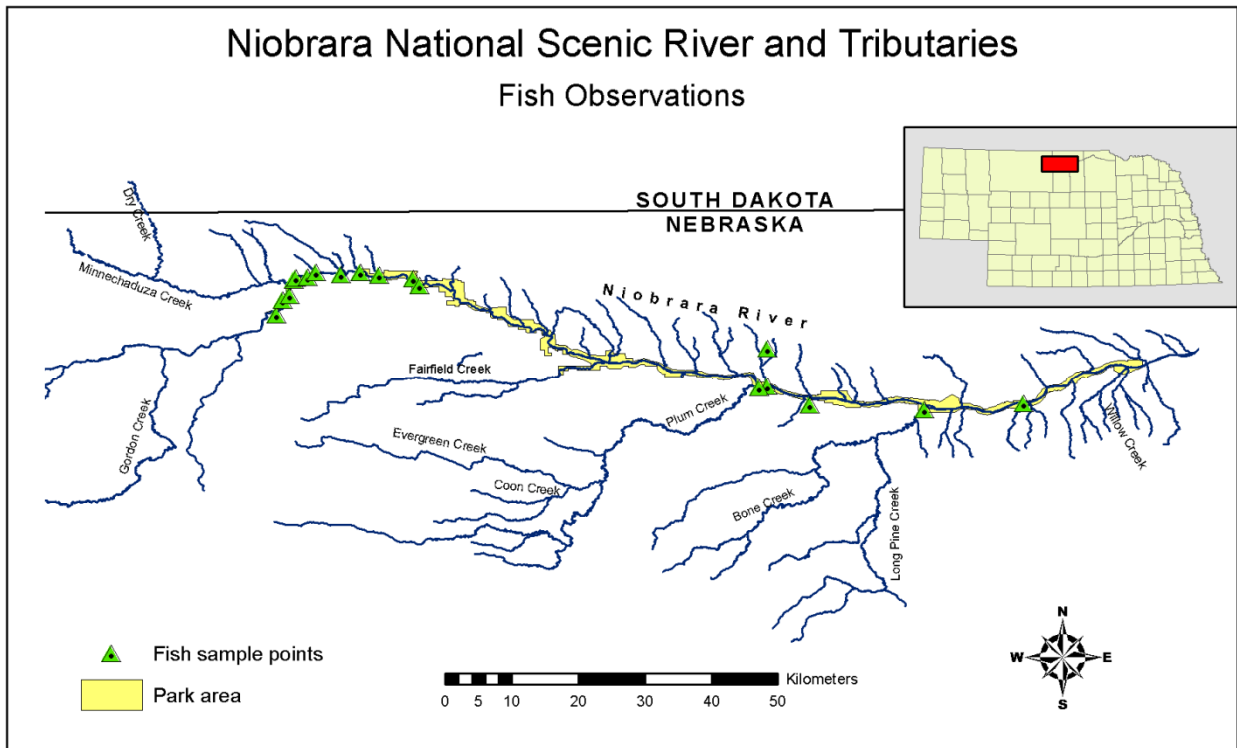 Niobrara National Scenic River and Tributaries
Fish Observations
SOUTH DAKOTA
NEBRASKA
Dry Creek
Minnechaduza Creek
Niobrara River
Fairfield Creek
Gordon Creek
Plum Creek
Evergreen Creek
Coon Creek
Bone Creek
Long Pine Creek
Willow Creek
Fish sample points
Park area
Kilometers
0 5 10 20 30 40 50
N
W E
S